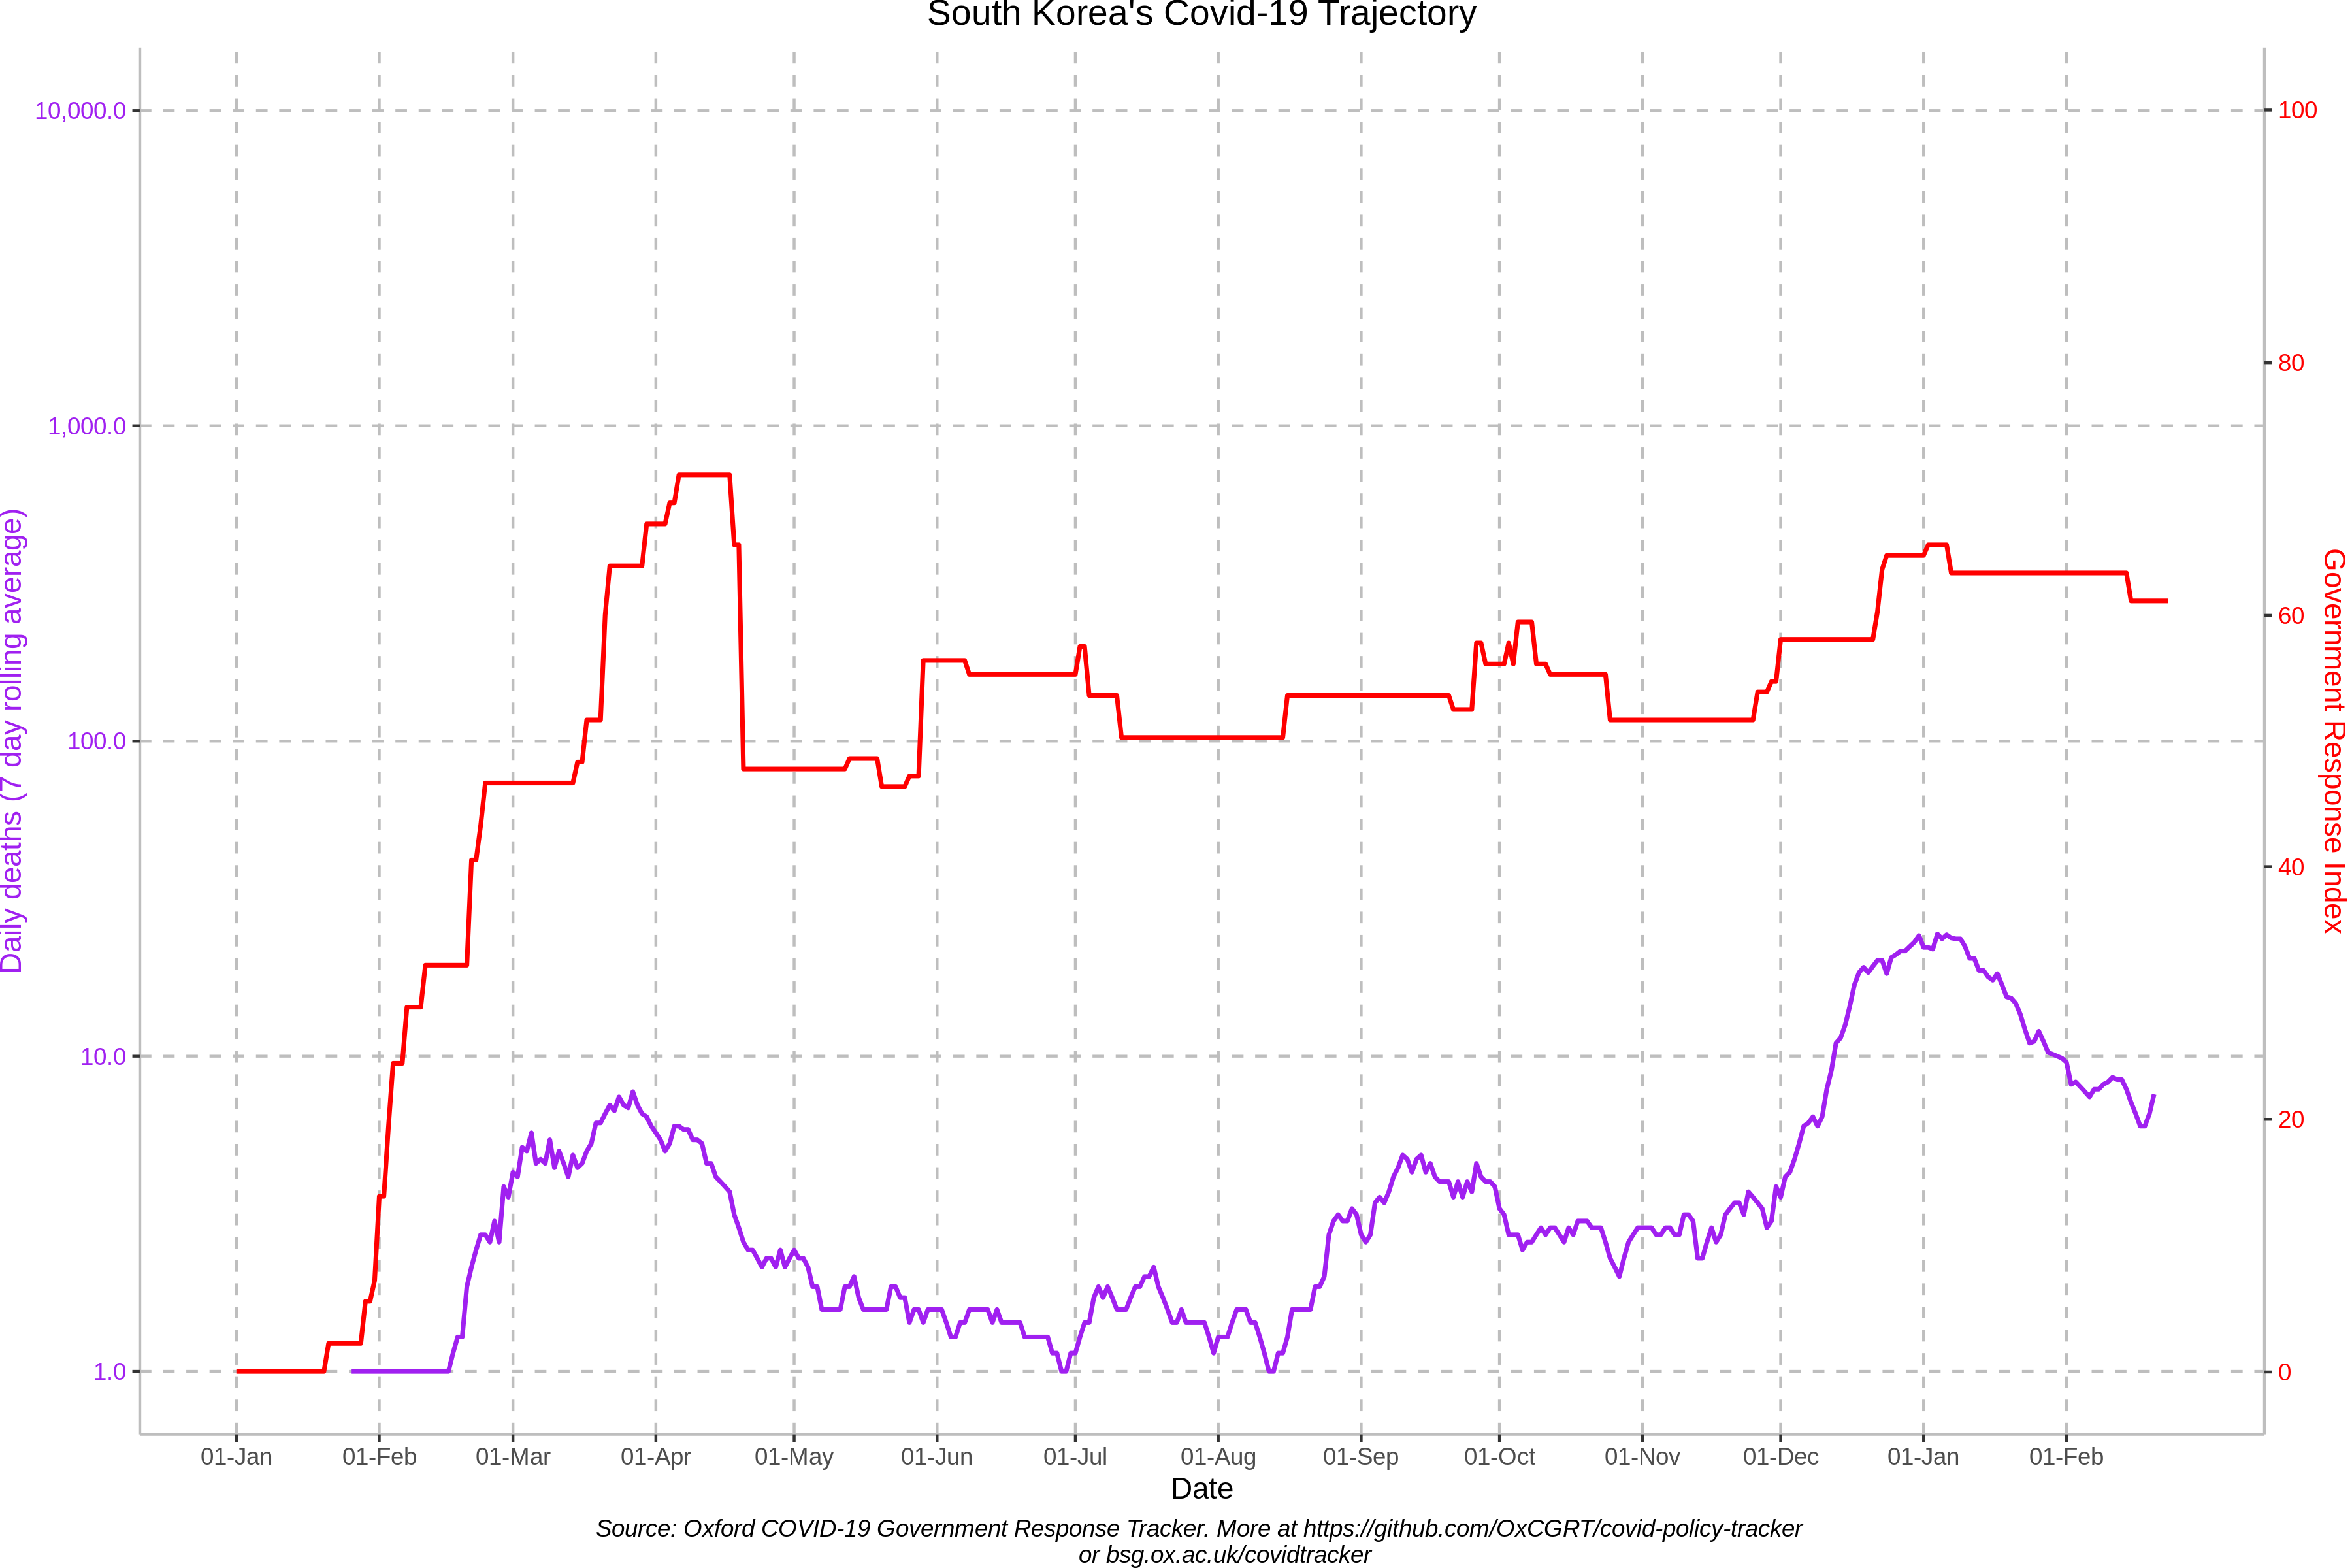 South Korea's Covid-19 Trajectory
10,000.0
1,000.0
100.0
10.0
1.0
Daily deaths (7 day rolling average)
100
80
60
40
20
0
Government Response Index
01-Jan
01-Feb
01-Mar
01-Apr
01-May
01-Jun
01-Jul
01-Aug
01-Sep
01-Oct
01-Nov
01-Dec
01-Jan
01-Feb
Date
Source: Oxford COVID-19 Government Response Tracker. More at https://github.com/OxCGRT/covid-policy-tracker
or bsg.ox.ac.uk/covidtracker